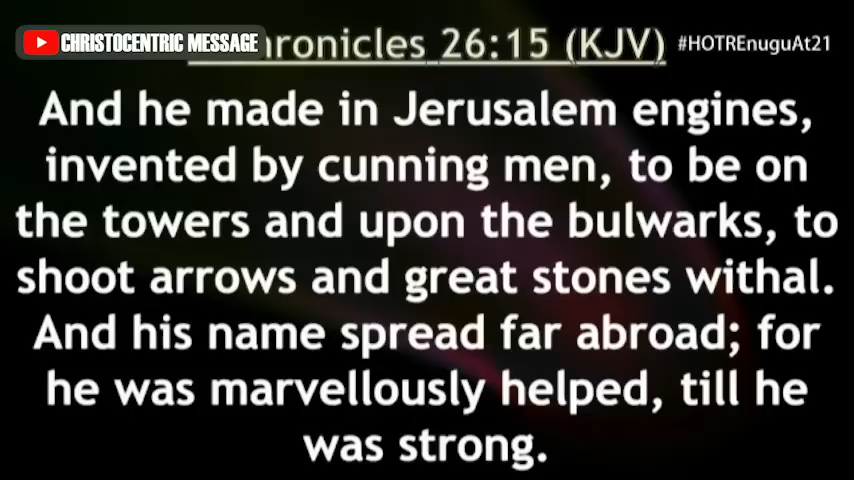 CHRISTOCENTRIC MESSAGE
26:15 (KJV)
#HOTREnuguAt21
And he made in Jerusalem engines,
invented by cunning men, to be on
the towers and upon the bulwarks, to
shoot arrows and great stones withal.
And his name spread far abroad; for
he was marvellously helped, till he
was strong.